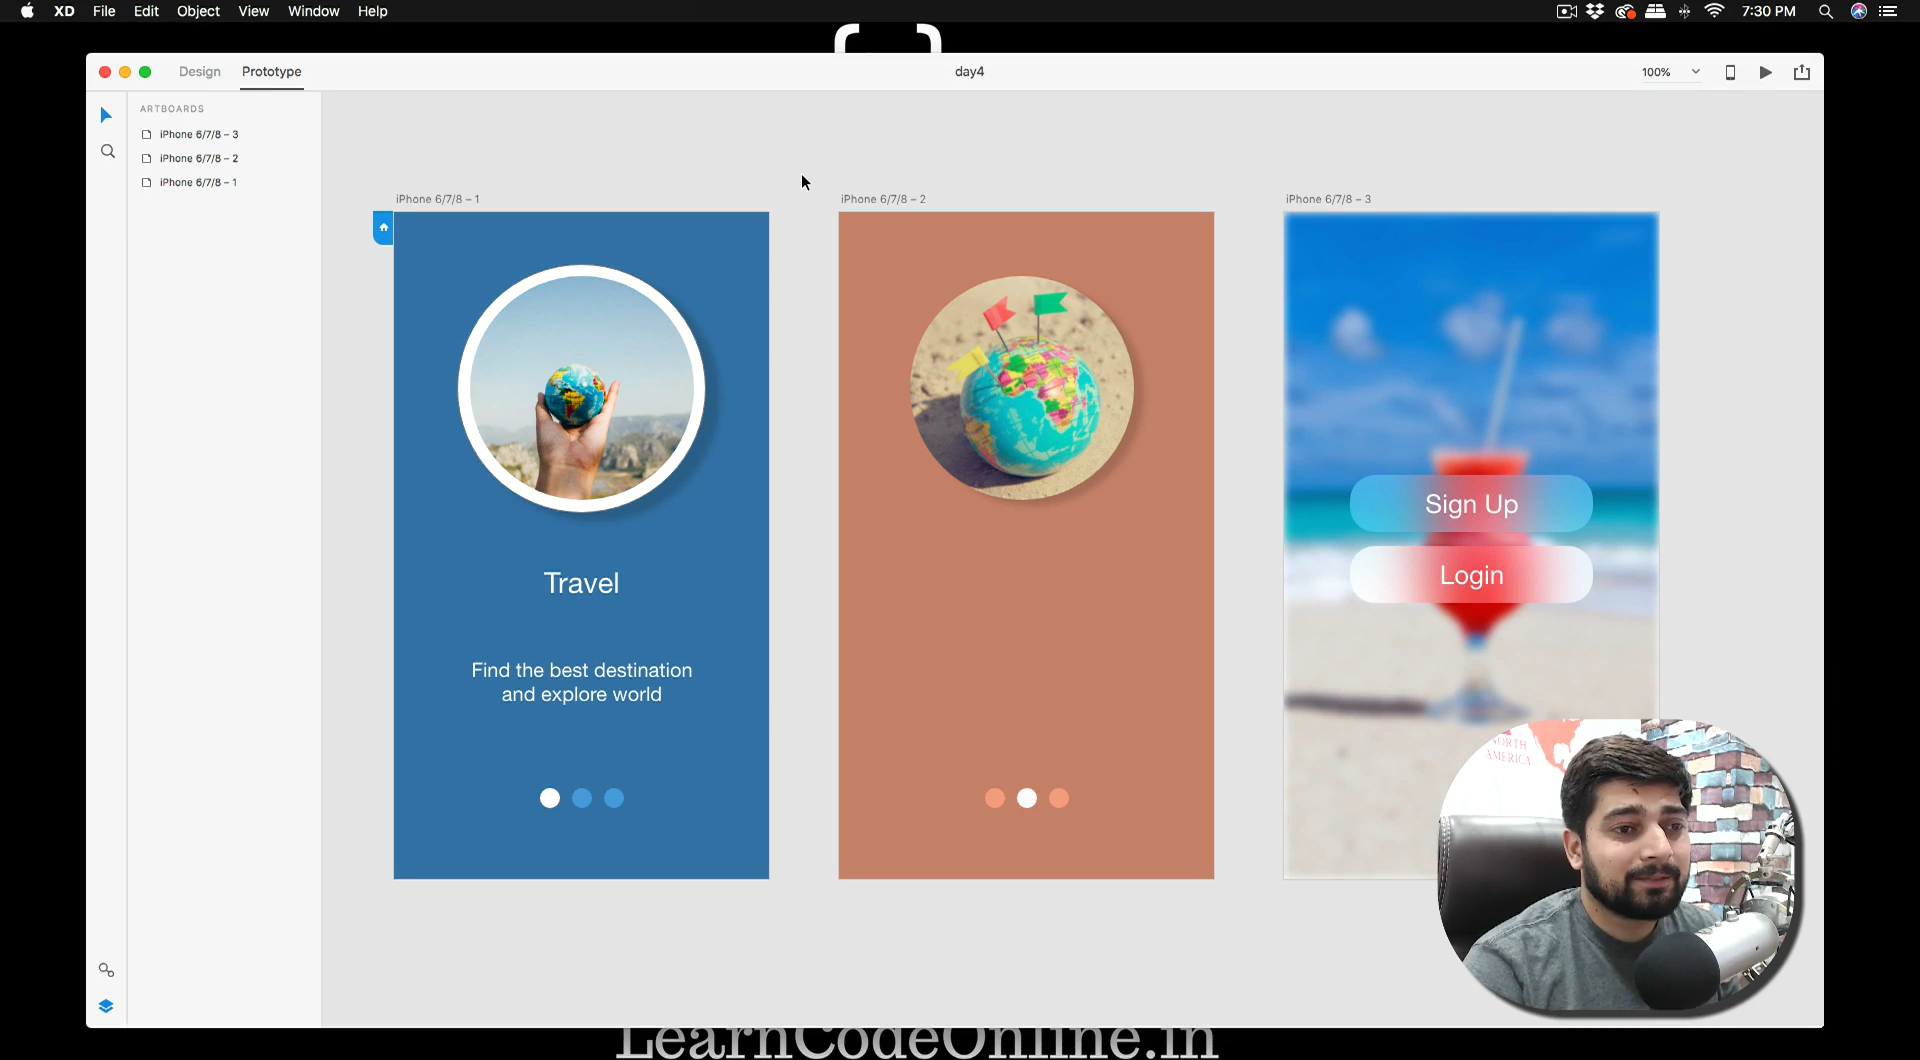 XD File Edit Object View Window Help 7:30 PM
Design Prototype day4 100%
ARTBOARDS
iPhone 6/7/8 – 3
iPhone 6/7/8 – 2
iPhone 6/7/8 – 1
iPhone 6/7/8 – 1
iPhone 6/7/8 – 2
iPhone 6/7/8 – 3
Travel
Find the best destination
and explore world
Sign Up
Login
NORTH
AMERICA
LearnCodeOnline.in